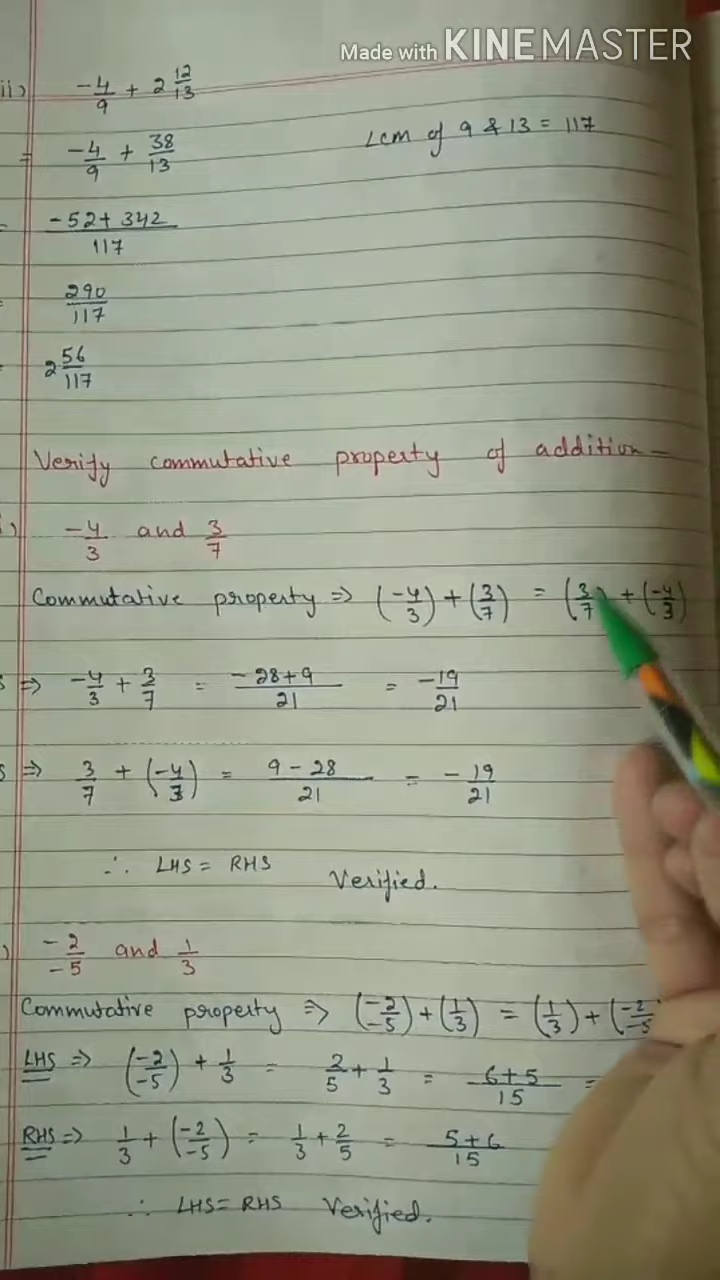 Made with KINEMASTER
ii) -4/9 + 2 12/13
= -4/9 + 38/13 LCM of 9 & 13 = 117
-52 + 342 / 117
290/117
2 56/117
Verify commutative property of addition -
-4/3 and 3/7
Commutative property => (-4/3) + (3/7) = (3/7) + (-4/3)
=> -4/3 + 3/7 = -28+9/21 = -19/21
=> 3/7 + (-4/3) = 9-28/21 = -19/21
∴ LHS = RHS Verified.
-2/-5 and 1/3
Commutative property => (-2/-5) + (1/3) = (1/3) + (-2/-5
LHS => (-2/-5) + 1/3 = 2/5 + 1/3 = 6+5/15 =
RHS => 1/3 + (-2/-5) = 1/3 + 2/5 = 5+6/15
∴ LHS = RHS Verified.